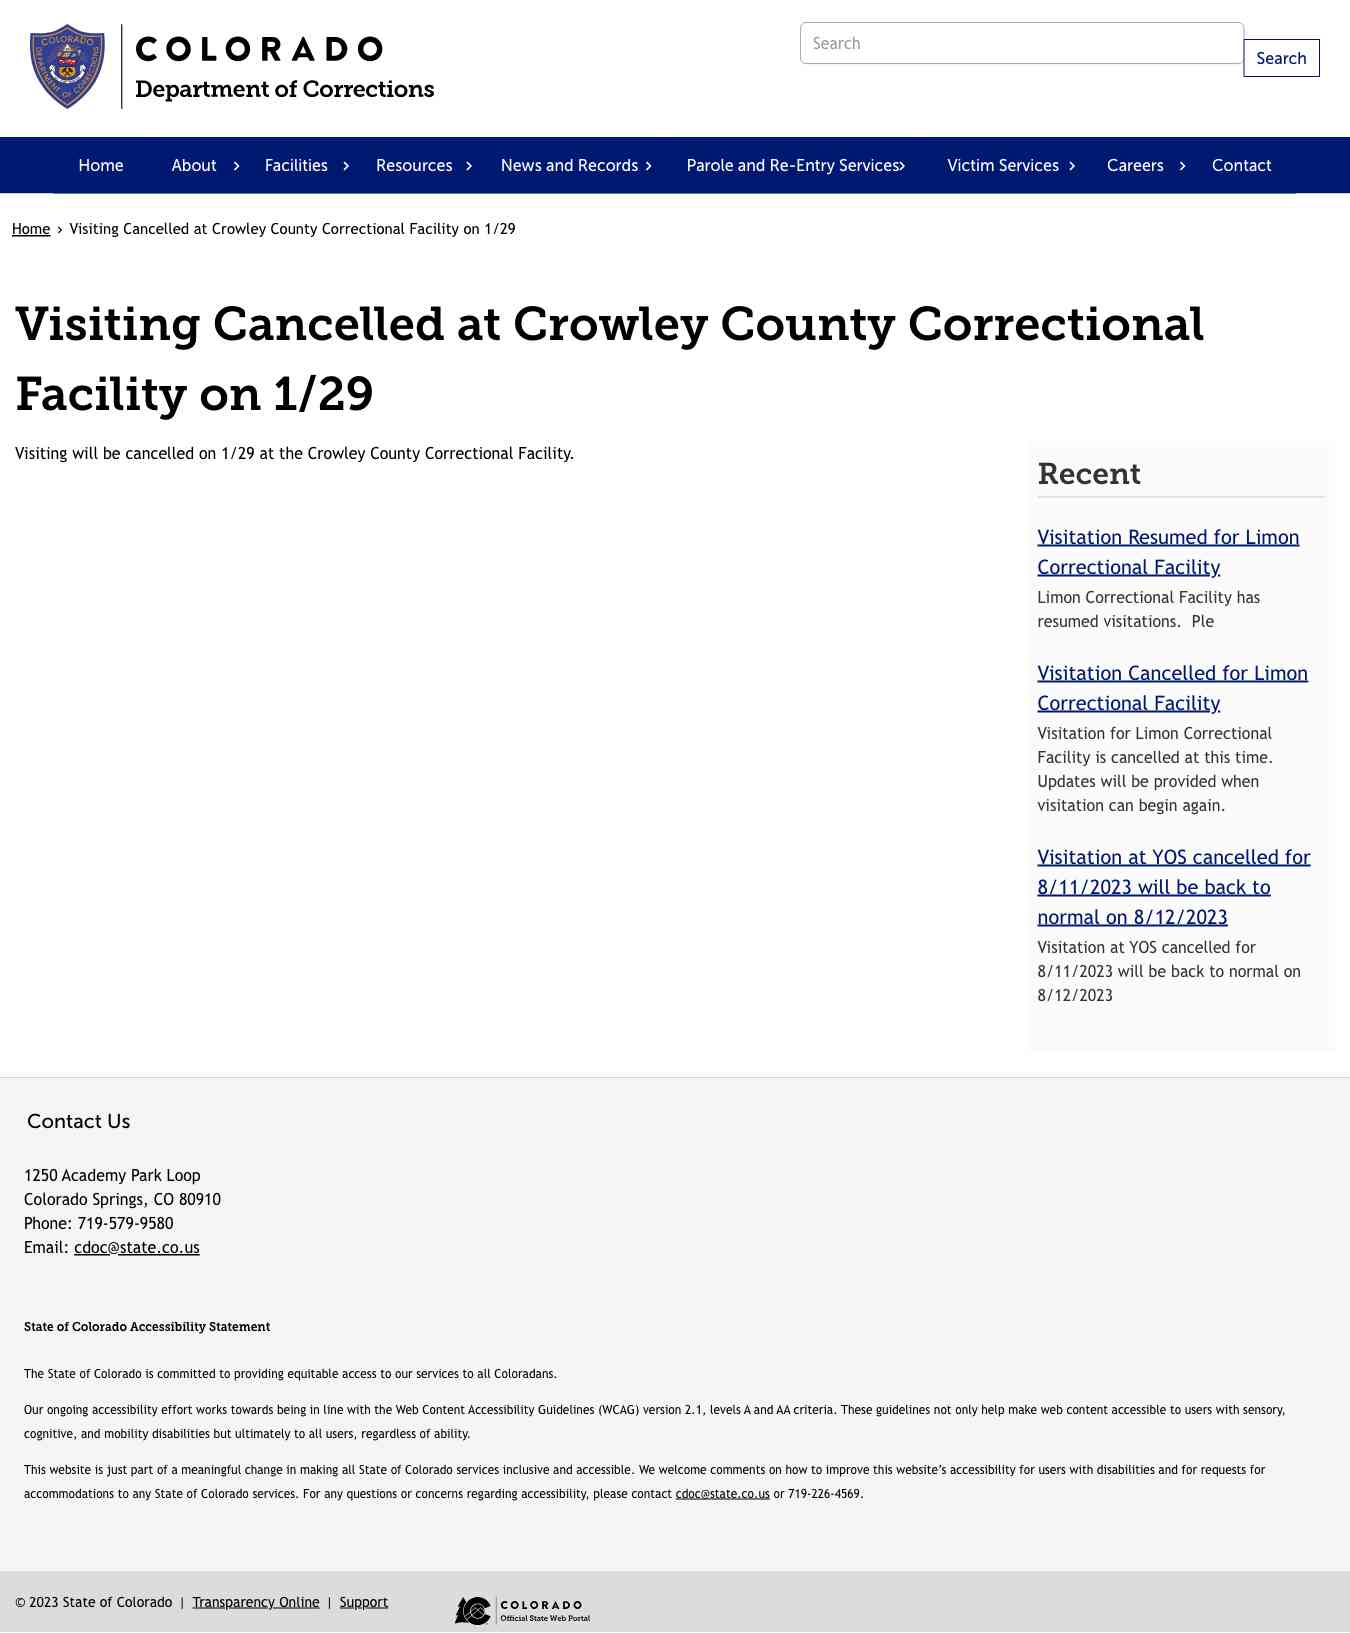 COLORADO
Department of Corrections
Search
Search
Home About Facilities Resources News and Records Parole and Re-Entry Services Victim Services Careers Contact
Home › Visiting Cancelled at Crowley County Correctional Facility on 1/29
Visiting Cancelled at Crowley County Correctional
Facility on 1/29
Visiting will be cancelled on 1/29 at the Crowley County Correctional Facility.
Recent
Visitation Resumed for Limon
Correctional Facility
Limon Correctional Facility has
resumed visitations.  Ple
Visitation Cancelled for Limon
Correctional Facility
Visitation for Limon Correctional
Facility is cancelled at this time.
Updates will be provided when
visitation can begin again.
Visitation at YOS cancelled for
8/11/2023 will be back to
normal on 8/12/2023
Visitation at YOS cancelled for
8/11/2023 will be back to normal on
8/12/2023
Contact Us
1250 Academy Park Loop
Colorado Springs, CO 80910
Phone: 719-579-9580
Email: cdoc@state.co.us
State of Colorado Accessibility Statement
The State of Colorado is committed to providing equitable access to our services to all Coloradans.
Our ongoing accessibility effort works towards being in line with the Web Content Accessibility Guidelines (WCAG) version 2.1, levels A and AA criteria. These guidelines not only help make web content accessible to users with sensory,
cognitive, and mobility disabilities but ultimately to all users, regardless of ability.
This website is just part of a meaningful change in making all State of Colorado services inclusive and accessible. We welcome comments on how to improve this website’s accessibility for users with disabilities and for requests for
accommodations to any State of Colorado services. For any questions or concerns regarding accessibility, please contact cdoc@state.co.us or 719-226-4569.
© 2023 State of Colorado | Transparency Online | Support
COLORADO
Official State Web Portal